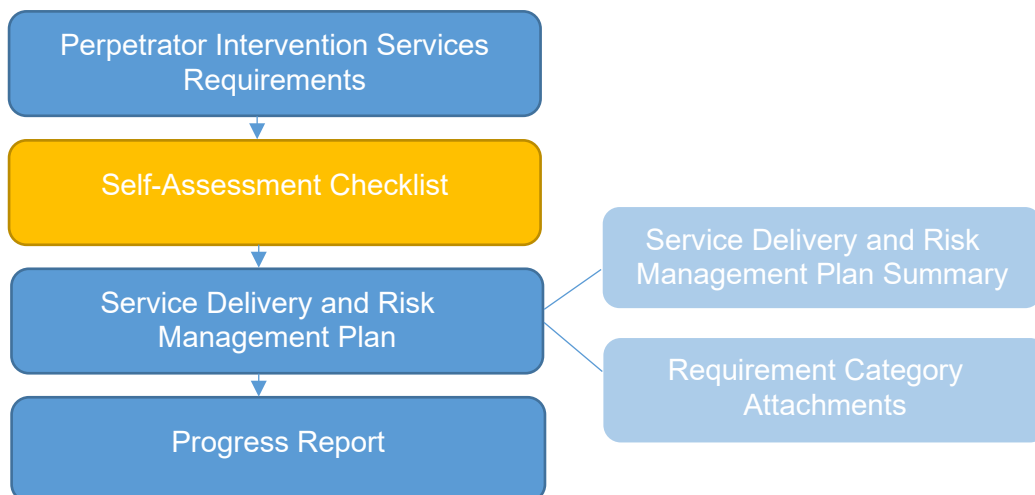 Perpetrator Intervention Services
Requirements
Self-Assessment Checklist
Service Delivery and Risk
Management Plan
Service Delivery and Risk
Management Plan Summary
Requirement Category
Attachments
Progress Report